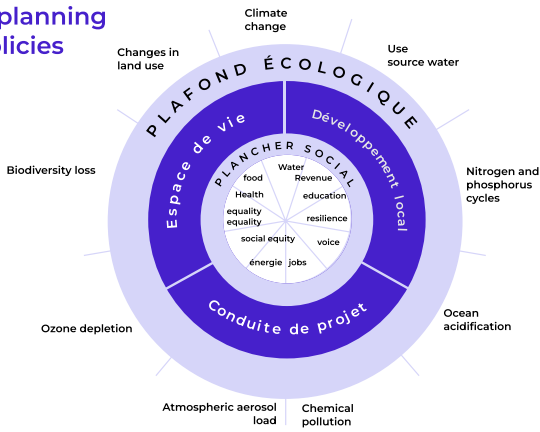 planning
licies
Climate
change
Changes in
land use
Use
source water
PLAFOND ÉCOLOGIQUE
Espace de vie
Développement local
PLANCHER SOCIAL
Water
food
Revenue
Health
education
equality
equality
resilience
social equity
voice
énergie
jobs
Biodiversity loss
Nitrogen and
phosphorus
cycles
Conduite de projet
Ozone depletion
Ocean
acidification
Atmospheric aerosol
load
Chemical
pollution